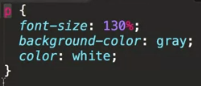 a {
font-size: 130%;
background-color: gray;
color: white;
}